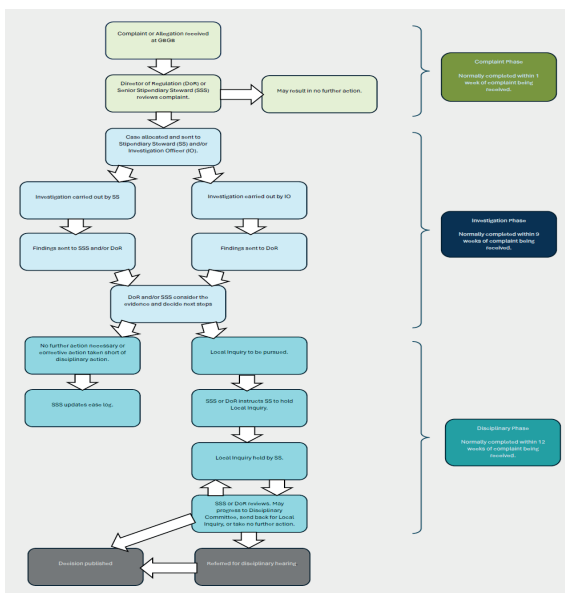 Complaint or Allegation received
at GBGB
Director of Regulation (DoR) or
Senior Stipendiary Steward (SSS)
reviews complaint.
May result in no further action.
Complaint Phase
Normally completed within 1
week of complaint being
received.
Case allocated and sent to
Stipendiary Steward (SS) and/or
Investigation Officer (IO).
Investigation carried out by SS
Investigation carried out by IO
Findings sent to SSS and/or DoR
Findings sent to DoR
Investigation Phase
Normally completed within 9
weeks of complaint being
received.
DoR and/or SSS consider the
evidence and decide next steps
No further action necessary or
corrective action taken short of
disciplinary action.
Local Inquiry to be pursued.
SSS updates case log.
SSS or DoR instructs SS to hold
Local Inquiry.
Disciplinary Phase
Normally completed within 12
weeks of complaint being
received.
Local Inquiry held by SS.
SSS or DoR reviews. May
progress to Disciplinary
Committee, send back for Local
Inquiry, or take no further action.
Decision published
Referred for disciplinary hearing